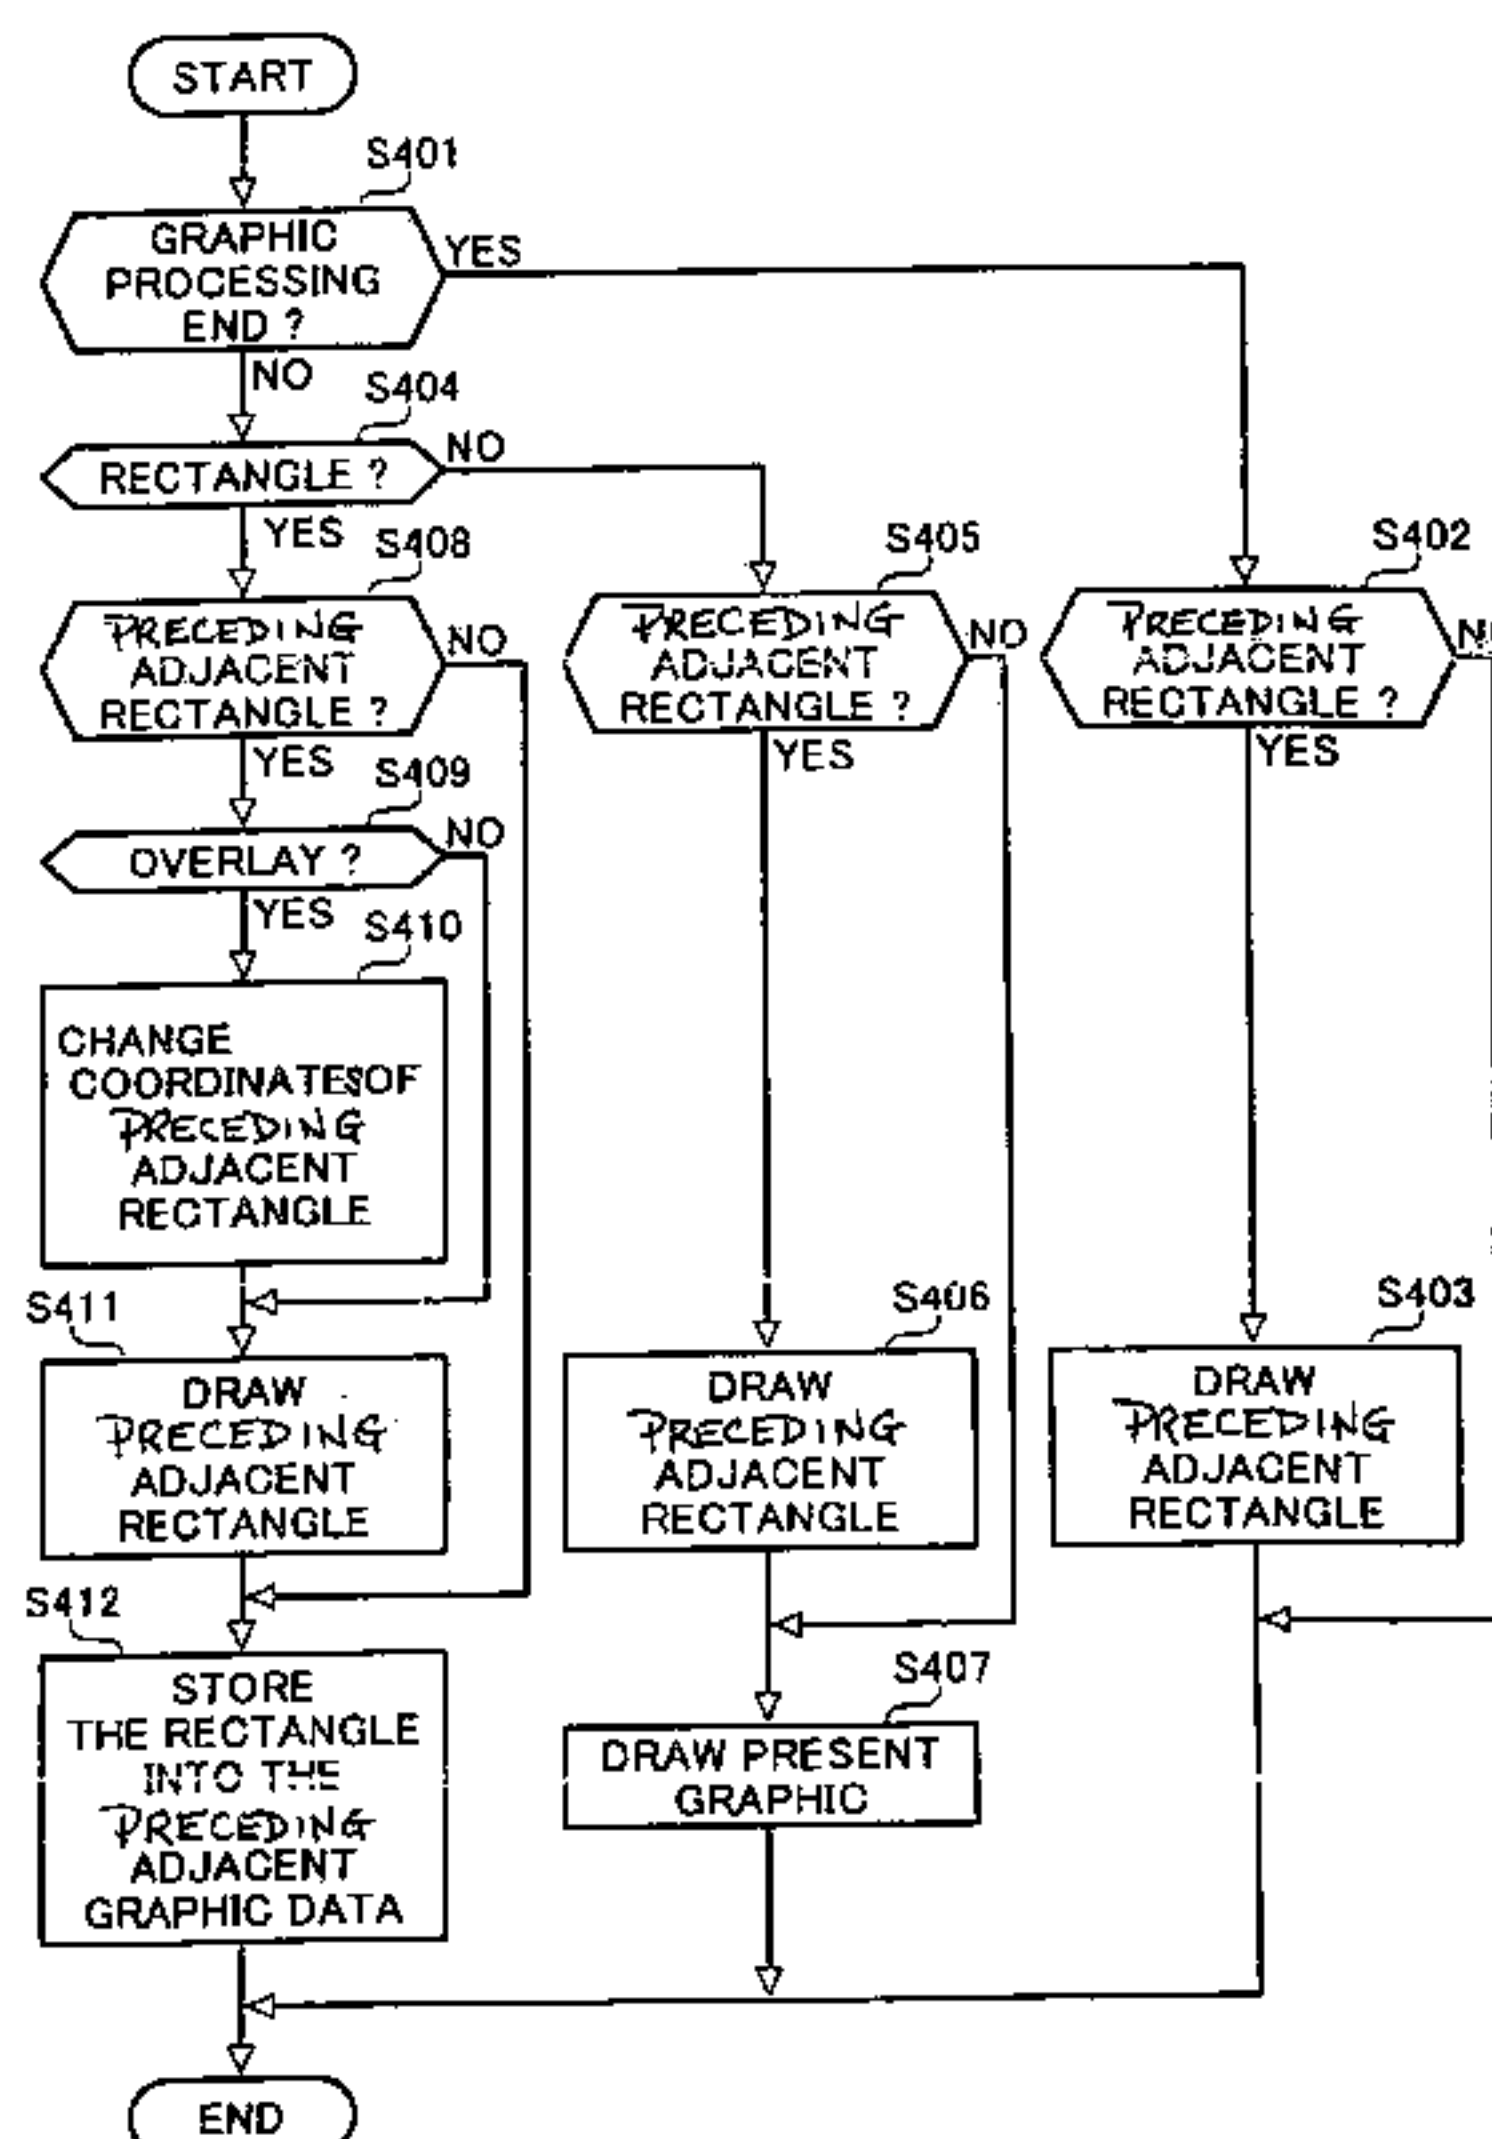 START
S401
GRAPHIC
PROCESSING
END ?
YES
NO
S404
RECTANGLE ?
NO
YES
S408
PRECEDING
ADJACENT
RECTANGLE ?
NO
YES
S409
OVERLAY ?
NO
YES
S410
CHANGE
COORDINATES OF
PRECEDING
ADJACENT
RECTANGLE
S411
DRAW
PRECEDING
ADJACENT
RECTANGLE
S412
STORE
THE RECTANGLE
INTO THE
PRECEDING
ADJACENT
GRAPHIC DATA
END
S405
PRECEDING
ADJACENT
RECTANGLE ?
NO
YES
S406
DRAW
PRECEDING
ADJACENT
RECTANGLE
S407
DRAW PRESENT
GRAPHIC
S402
PRECEDING
ADJACENT
RECTANGLE ?
YES
S403
DRAW
PRECEDING
ADJACENT
RECTANGLE